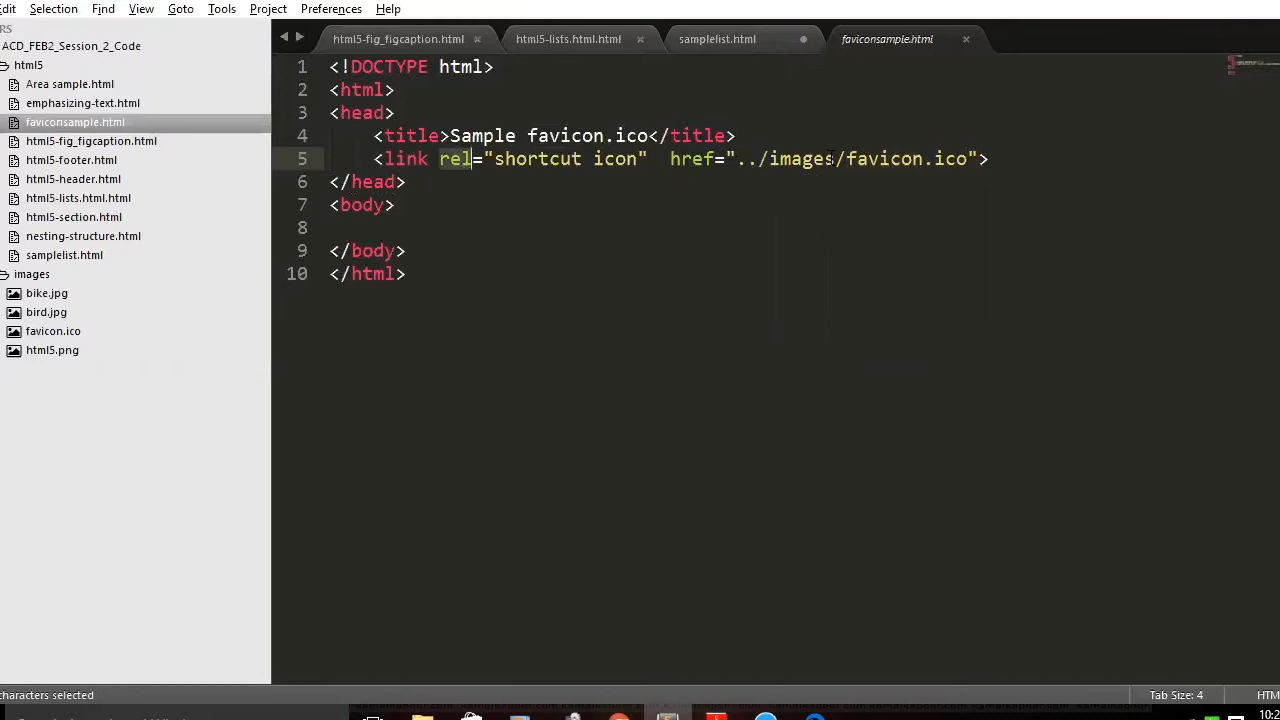 Edit Selection Find View Goto Tools Project Preferences Help
RS
ACD_FEB2_Session_2_Code
html5
Area sample.html
emphasizing-text.html
faviconsample.html
html5-fig_figcaption.html
html5-footer.html
html5-header.html
html5-lists.html.html
html5-section.html
nesting-structure.html
samplelist.html
images
bike.jpg
bird.jpg
favicon.ico
html5.png
html5-fig_figcaption.html × html5-lists.html.html × samplelist.html faviconsample.html ×
1 <!DOCTYPE html>
2 <html>
3 <head>
4 <title>Sample favicon.ico</title>
5 <link rel="shortcut icon" href="../images/favicon.ico">
6 </head>
7 <body>
8
9 </body>
10 </html>
characters selected
Tab Size: 4
HTM
10:2